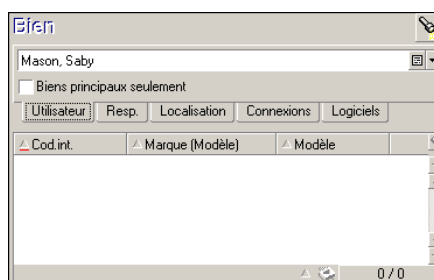 Bien
Mason, Saby
Biens principaux seulement
Utilisateur Resp. Localisation Connexions Logiciels
Cod.int. Marque (Modèle) Modèle
0 / 0